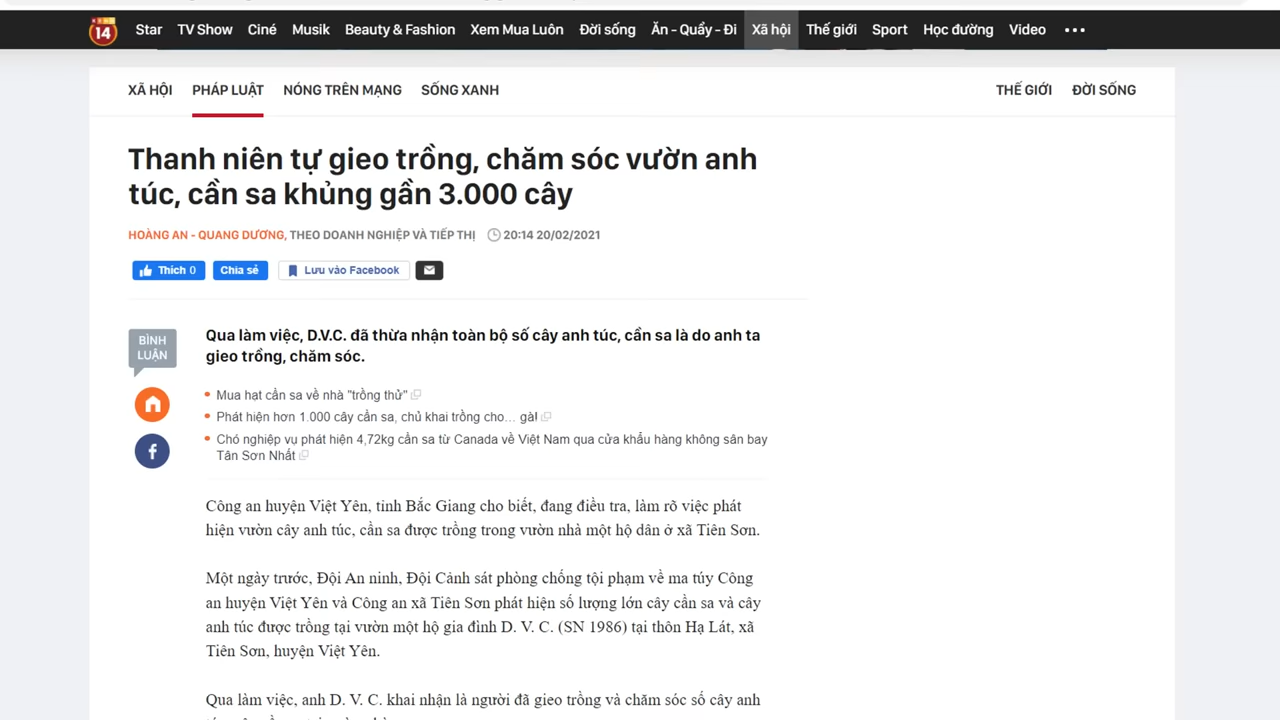 14 Star TV Show Ciné Musik Beauty & Fashion Xem Mua Luôn Đời sống Ăn - Quẩy - Đi Xã hội Thế giới Sport Học đường Video
XÃ HỘI PHÁP LUẬT NÓNG TRÊN MẠNG SỐNG XANH THẾ GIỚI ĐỜI SỐNG
Thanh niên tự gieo trồng, chăm sóc vườn anh
túc, cần sa khủng gần 3.000 cây
HOÀNG AN - QUANG DƯƠNG, THEO DOANH NGHIỆP VÀ TIẾP THỊ 20:14 20/02/2021
Thích 0 Chia sẻ Lưu vào Facebook
BÌNH
LUẬN
Qua làm việc, D.V.C. đã thừa nhận toàn bộ số cây anh túc, cần sa là do anh ta
gieo trồng, chăm sóc.
Mua hạt cần sa về nhà "trồng thử"
Phát hiện hơn 1.000 cây cần sa, chủ khai trồng cho... gà!
Chó nghiệp vụ phát hiện 4,72kg cần sa từ Canada về Việt Nam qua cửa khẩu hàng không sân bay
Tân Sơn Nhất
Công an huyện Việt Yên, tỉnh Bắc Giang cho biết, đang điều tra, làm rõ việc phát
hiện vườn cây anh túc, cần sa được trồng trong vườn nhà một hộ dân ở xã Tiên Sơn.
Một ngày trước, Đội An ninh, Đội Cảnh sát phòng chống tội phạm về ma túy Công
an huyện Việt Yên và Công an xã Tiên Sơn phát hiện số lượng lớn cây cần sa và cây
anh túc được trồng tại vườn một hộ gia đình D. V. C. (SN 1986) tại thôn Hạ Lát, xã
Tiên Sơn, huyện Việt Yên.
Qua làm việc, anh D. V. C. khai nhận là người đã gieo trồng và chăm sóc số cây anh